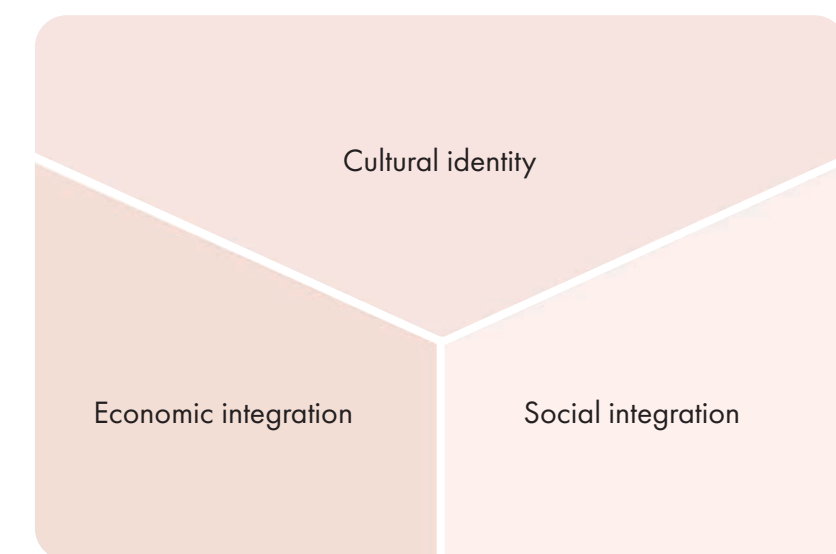 Cultural identity
Economic integration
Social integration